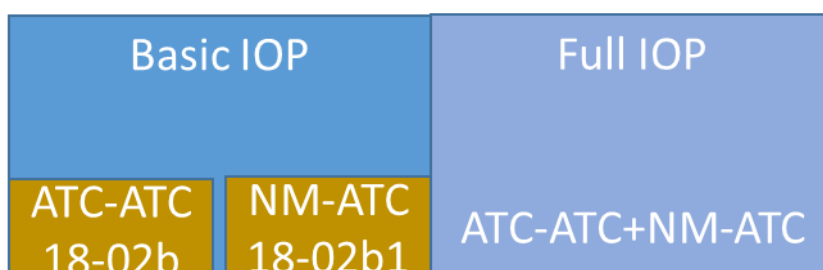 Basic IOP
Full IOP
ATC-ATC
18-02b
NM-ATC
18-02b1
ATC-ATC+NM-ATC